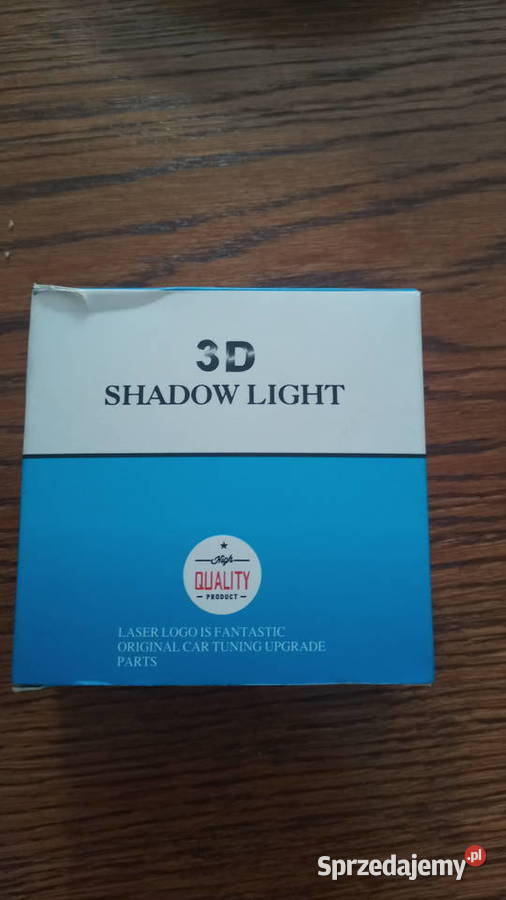 3D
SHADOW LIGHT
High
QUALITY
PRODUCT
LASER LOGO IS FANTASTIC
ORIGINAL CAR TUNING UPGRADE
PARTS
Sprzedajemy.pl